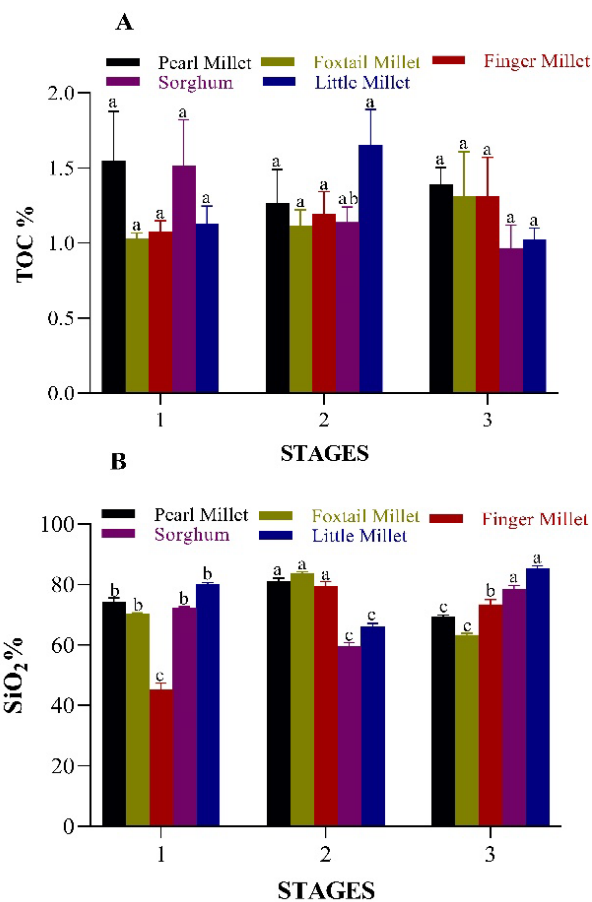 A
Pearl Millet Foxtail Millet Finger Millet
Sorghum Little Millet
2.0
1.5
1.0
0.5
0.0
TOC %
a a a a a
a a a ab a
a a a a a
1 2 3
STAGES
B
Pearl Millet Foxtail Millet Finger Millet
Sorghum Little Millet
100
80
60
40
20
0
SiO2%
b b c b b
a a a c c
c c b a a
1 2 3
STAGES